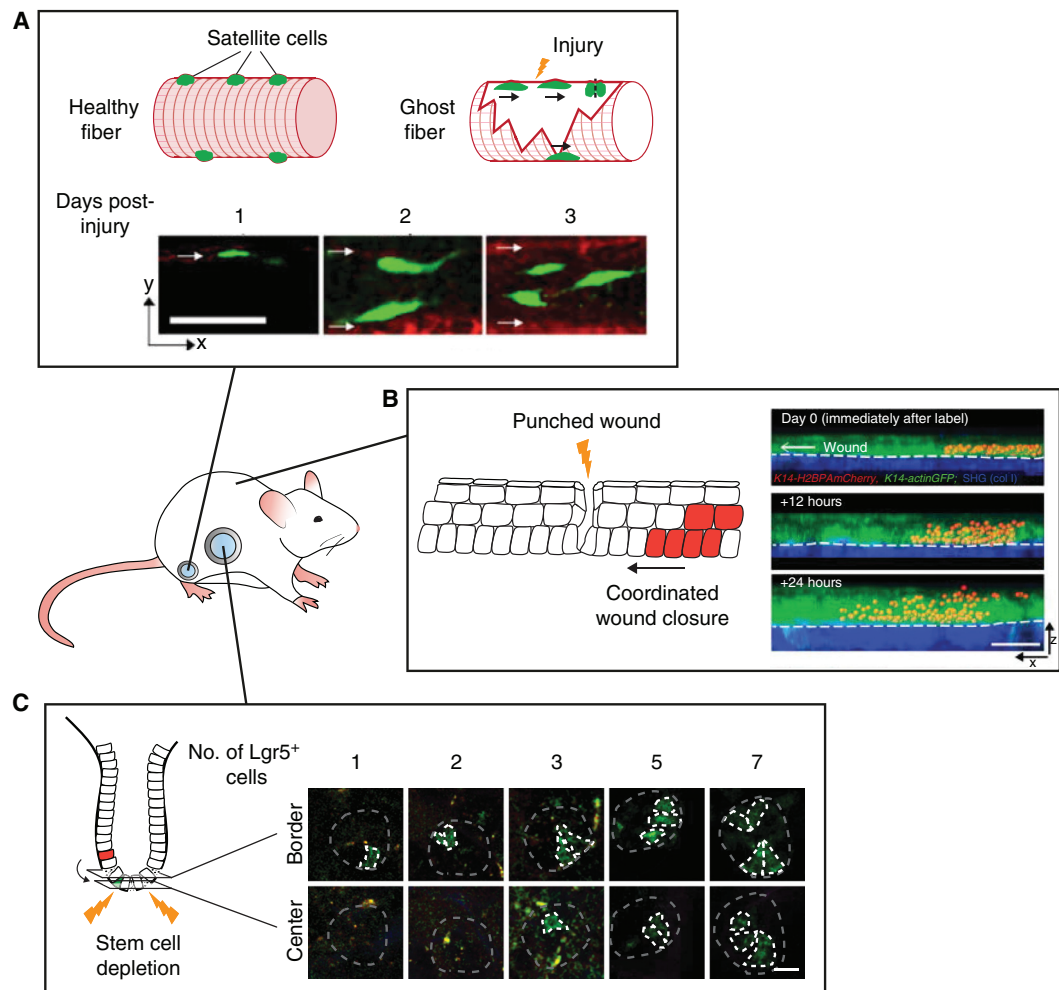 A
Satellite cells
Injury
Healthy
fiber
Ghost
fiber
Days post-
injury
1
2
3
y
x
B
Punched wound
Coordinated
wound closure
Day 0 (immediately after label)
Wound
K14-H2BPAmCherry, K14-actinGFP; SHG (col I)
+12 hours
+24 hours
z
x
C
No. of Lgr5+
cells
1
2
3
5
7
Border
Center
Stem cell
depletion